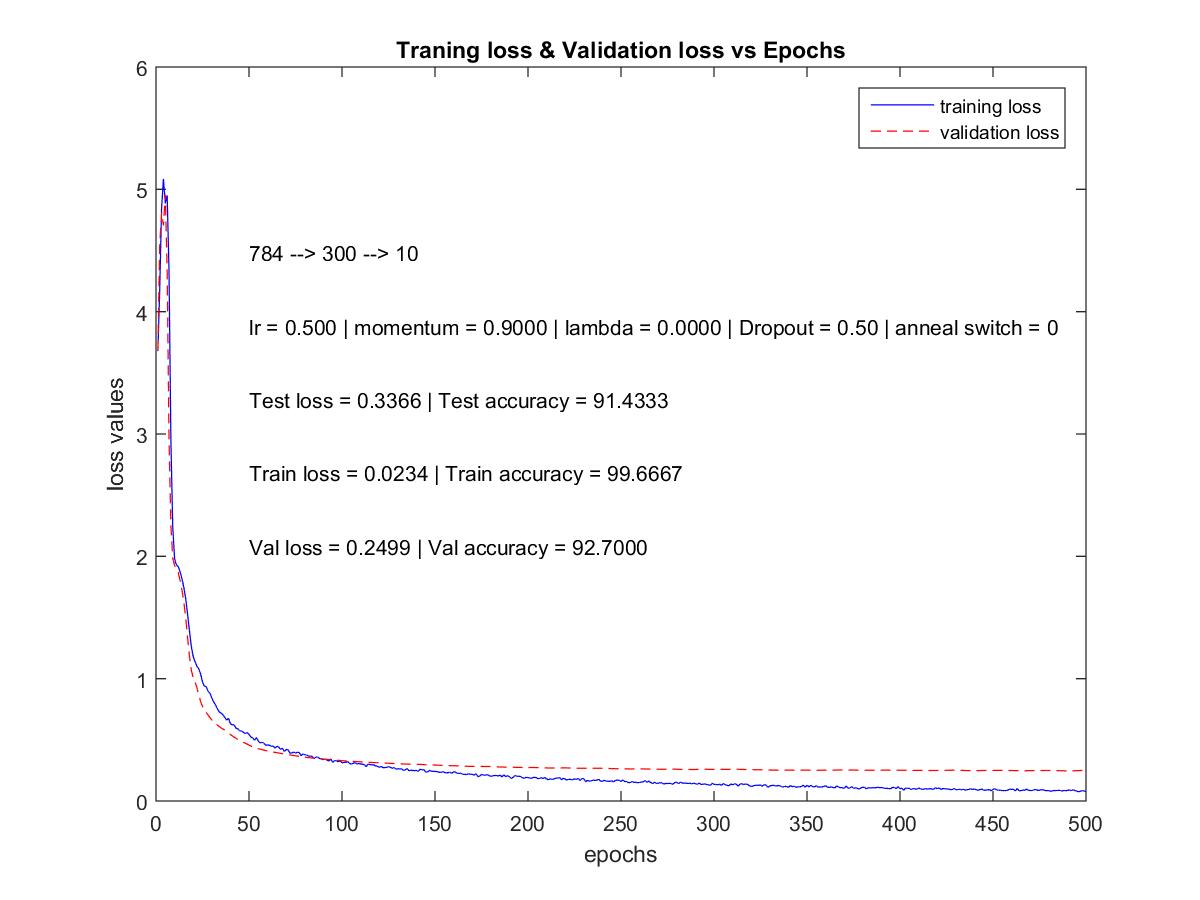 Traning loss & Validation loss vs Epochs
6
training loss
validation loss
5
784 --> 300 --> 10
4
lr = 0.500 | momentum = 0.9000 | lambda = 0.0000 | Dropout = 0.50 | anneal switch = 0
Test loss = 0.3366 | Test accuracy = 91.4333
3
Train loss = 0.0234 | Train accuracy = 99.6667
Val loss = 0.2499 | Val accuracy = 92.7000
2
1
0
loss values
0 50 100 150 200 250 300 350 400 450 500
epochs